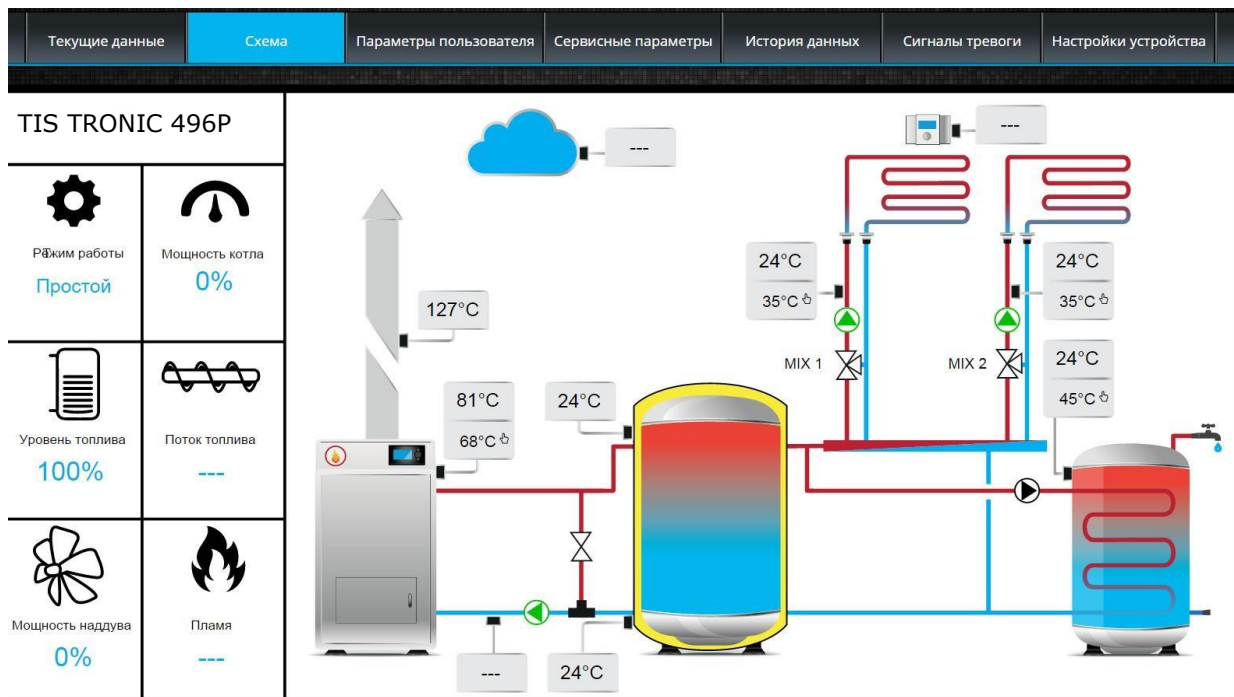 Текущие данные
Схема
Параметры пользователя
Сервисные параметры
История данных
Сигналы тревоги
Настройки устройства
TIS TRONIC 496P
Режим работы
Простой
Мощность котла
0%
Уровень топлива
100%
Поток топлива
---
Мощность наддува
0%
Пламя
---
---
---
127°C
81°C
68°C
24°C
24°C
35°C
24°C
35°C
MIX 1
MIX 2
24°C
45°C
---
24°C